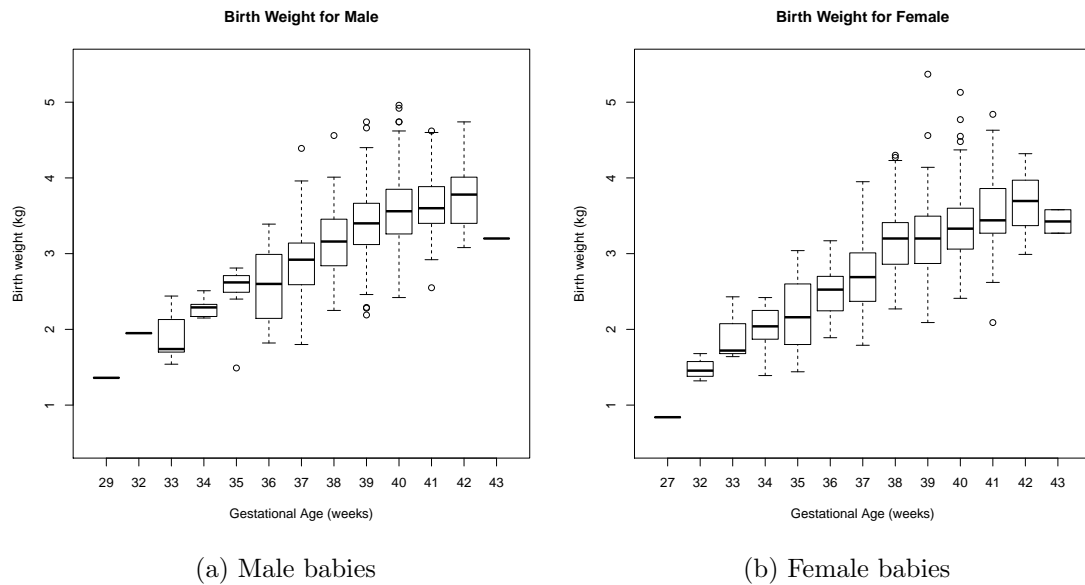 Birth Weight for Male
Birth weight (kg)
5
4
3
2
1
29 32 33 34 35 36 37 38 39 40 41 42 43
Gestational Age (weeks)
(a) Male babies
Birth Weight for Female
Birth weight (kg)
5
4
3
2
1
27 32 33 34 35 36 37 38 39 40 41 42 43
Gestational Age (weeks)
(b) Female babies